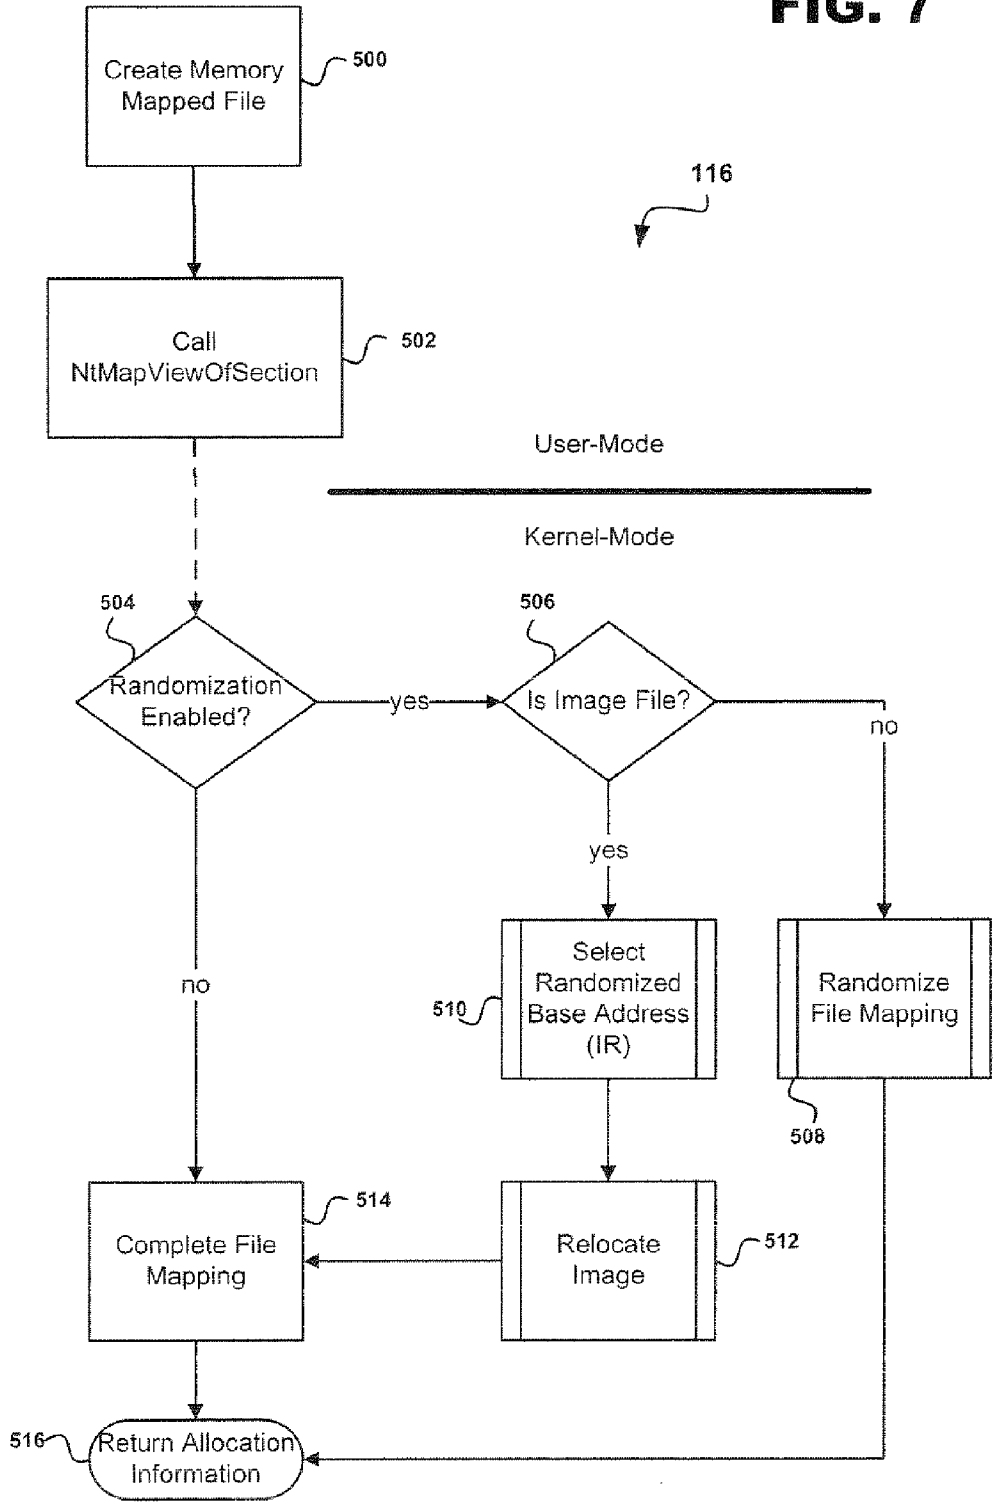 FIG. 7
Create Memory
Mapped File
500
116
Call
NtMapViewOfSection
502
User-Mode
Kernel-Mode
504
Randomization
Enabled?
yes
506
Is Image File?
no
yes
no
Select
Randomized
Base Address
(IR)
510
Randomize
File Mapping
508
Complete File
Mapping
514
Relocate
Image
512
516
Return Allocation
Information